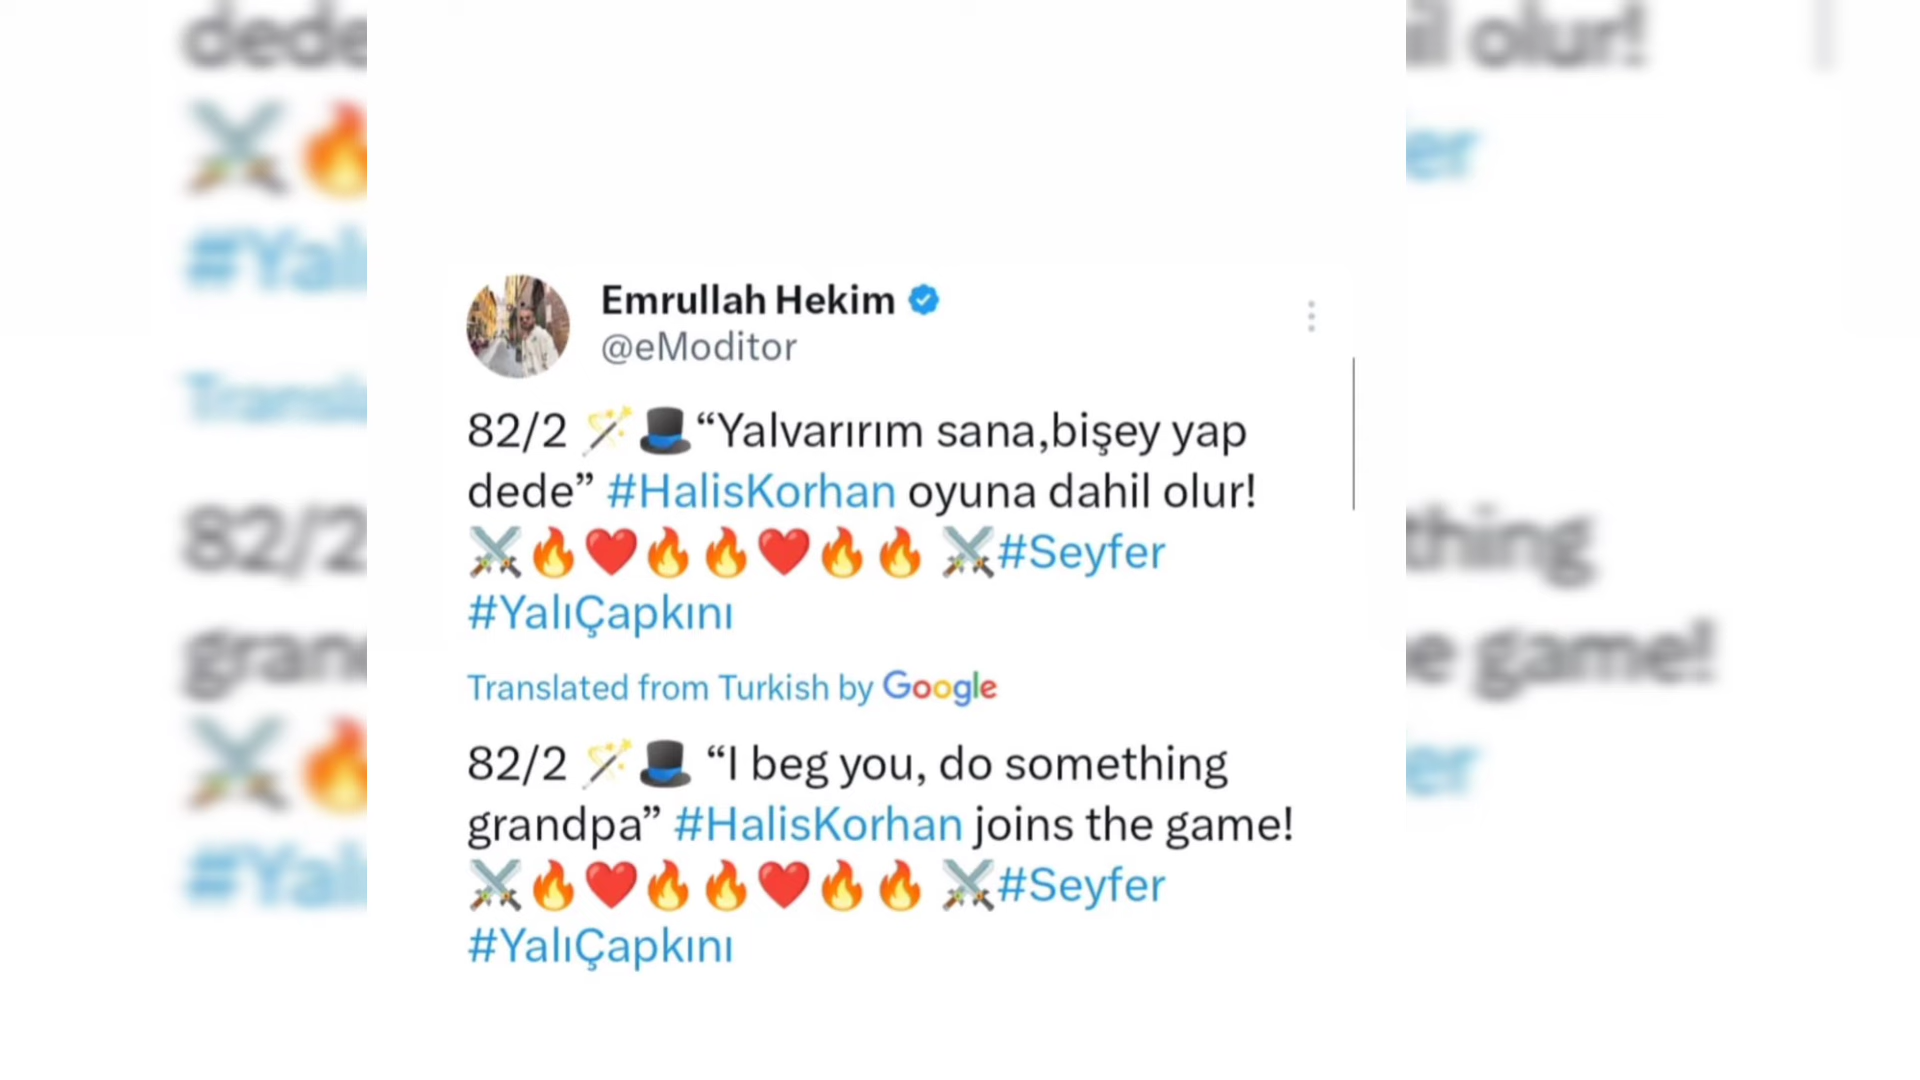 Emrullah Hekim
@eModitor
82/2 🪄🎩“Yalvarırım sana,bişey yap
dede” #HalisKorhan oyuna dahil olur!
⚔️🔥❤️🔥🔥❤️🔥🔥 ⚔️#Seyfer
#YalıÇapkını
Translated from Turkish by Google
82/2 🪄🎩 “I beg you, do something
grandpa” #HalisKorhan joins the game!
⚔️🔥❤️🔥🔥❤️🔥🔥 ⚔️#Seyfer
#YalıÇapkını